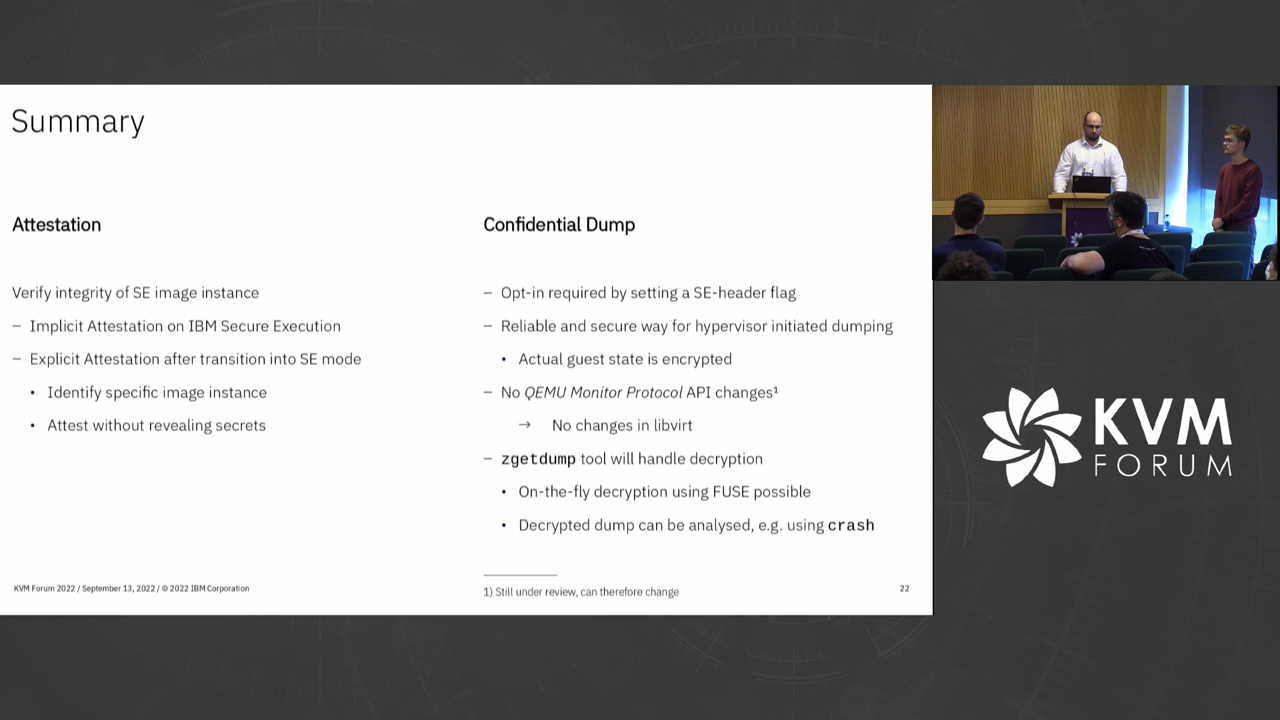 Summary
Attestation
Verify integrity of SE image instance
– Implicit Attestation on IBM Secure Execution
– Explicit Attestation after transition into SE mode
• Identify specific image instance
• Attest without revealing secrets
Confidential Dump
– Opt-in required by setting a SE-header flag
– Reliable and secure way for hypervisor initiated dumping
• Actual guest state is encrypted
– No QEMU Monitor Protocol API changes¹
→ No changes in libvirt
– zgetdump tool will handle decryption
• On-the-fly decryption using FUSE possible
• Decrypted dump can be analysed, e.g. using crash
1) Still under review, can therefore change
KVM Forum 2022 / September 13, 2022 / © 2022 IBM Corporation
22
KVM
FORUM